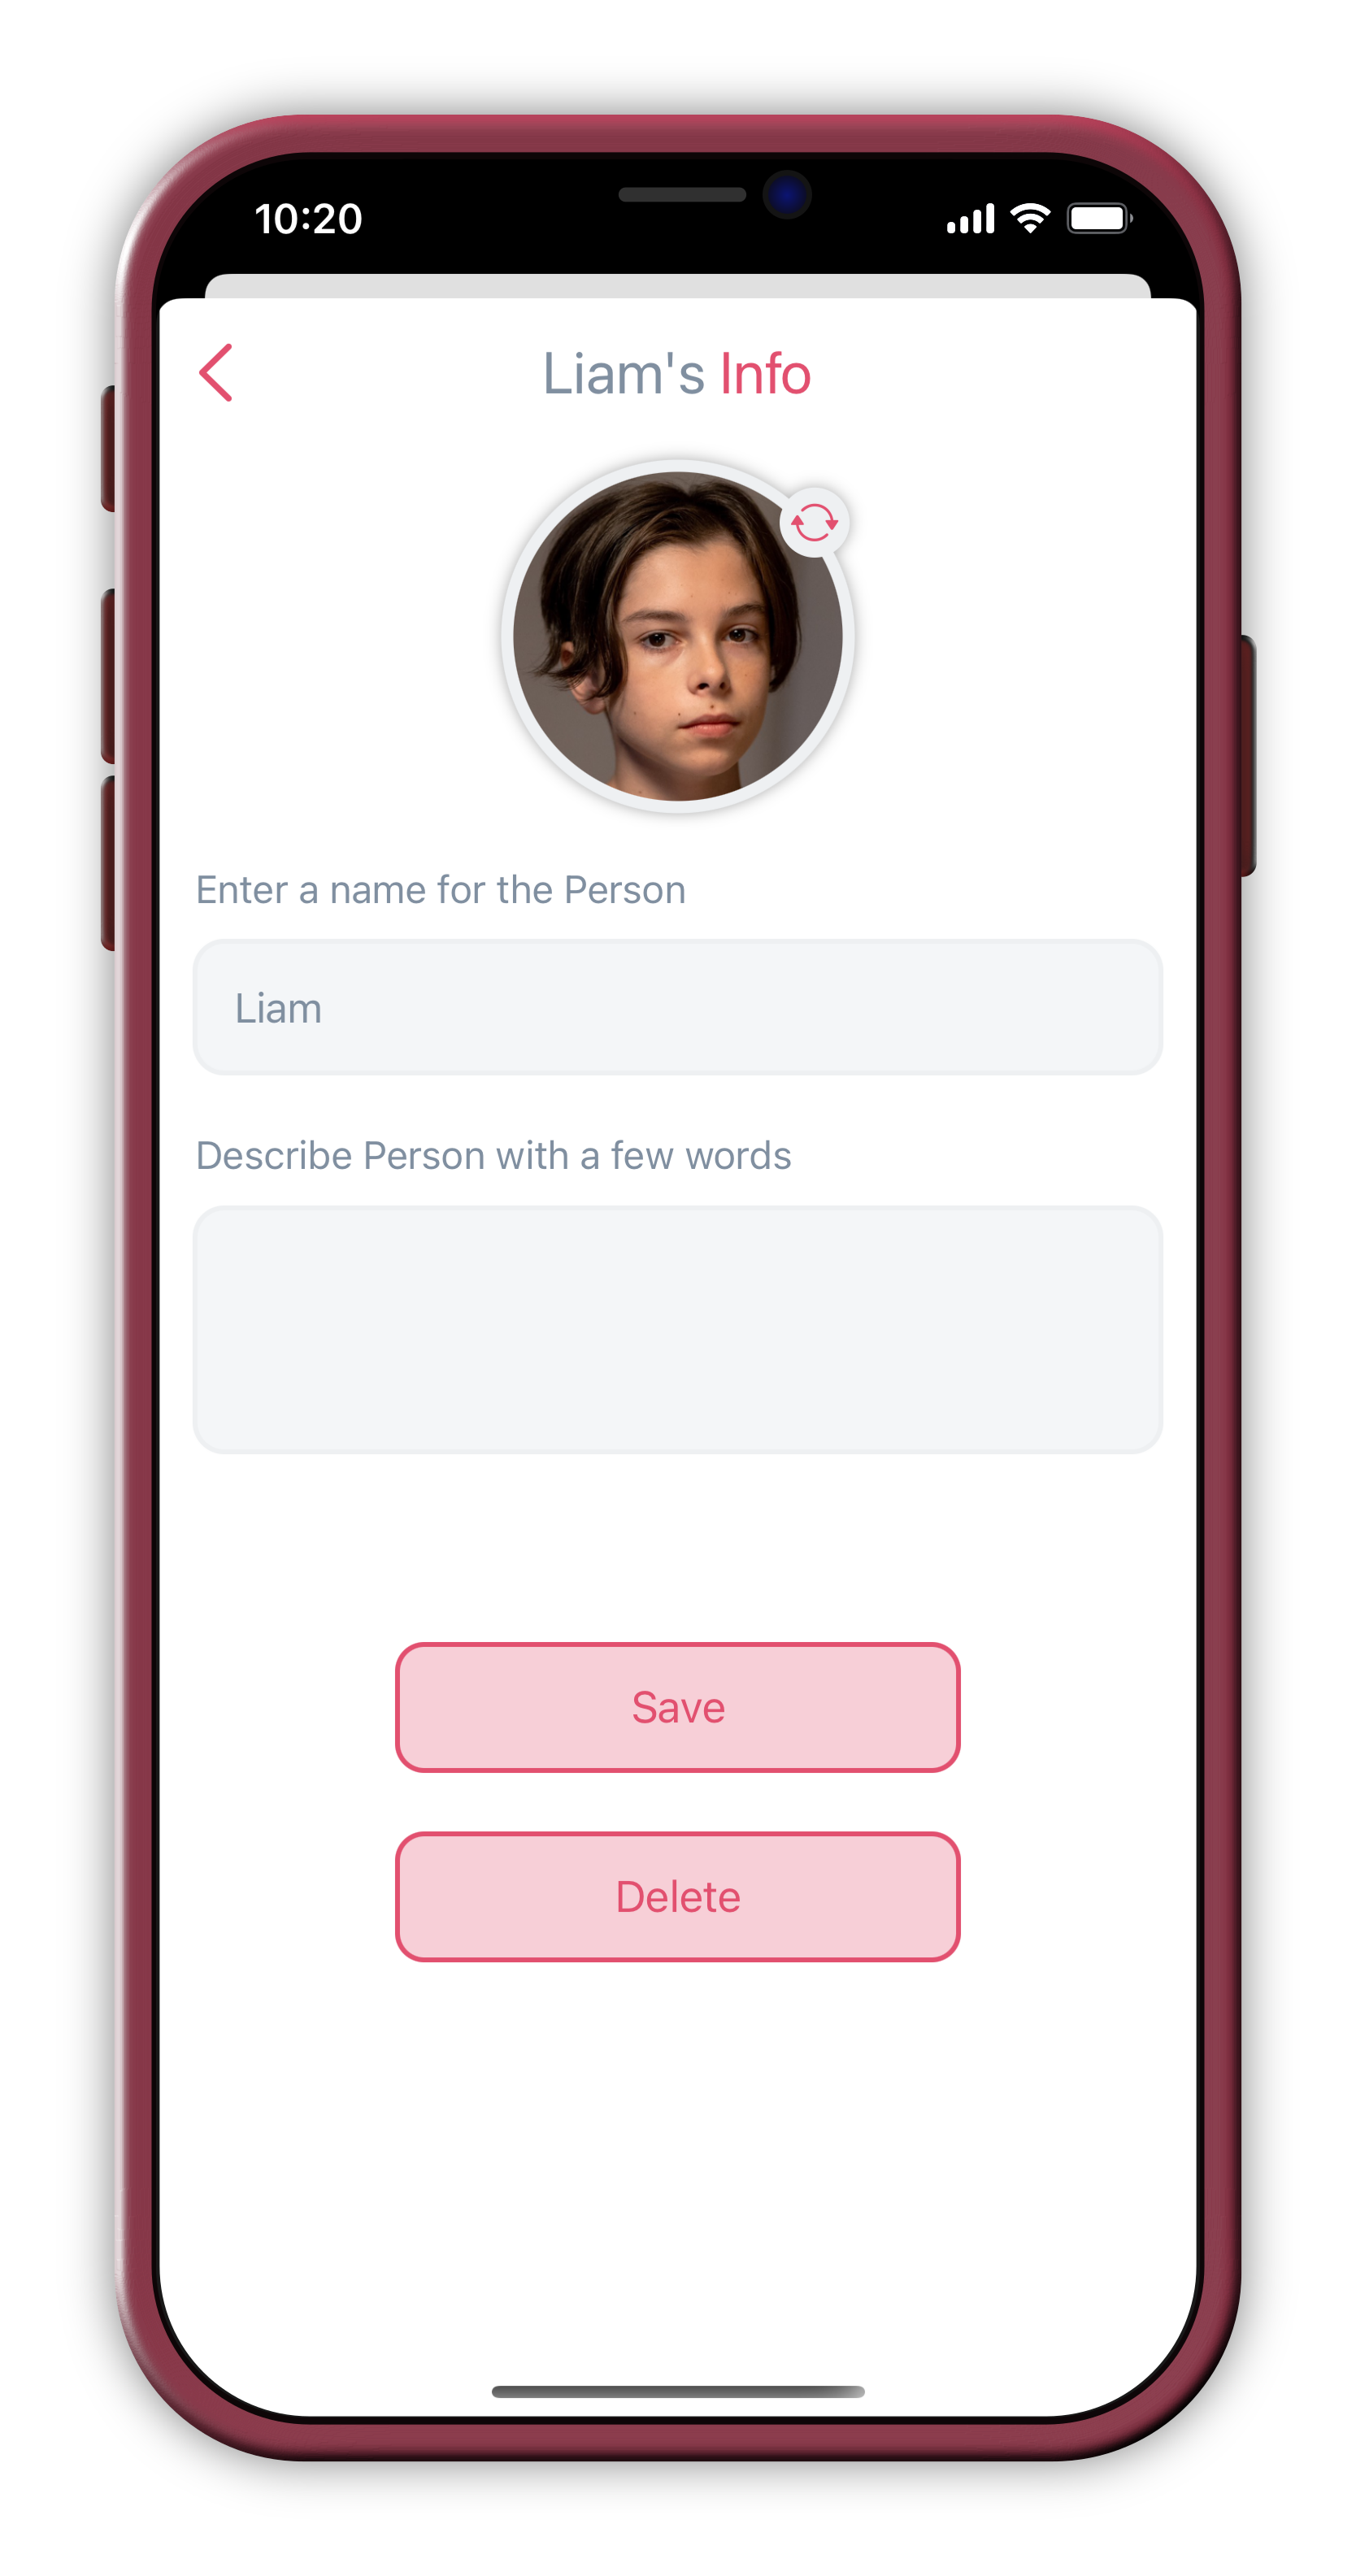 10:20
Liam's Info
Enter a name for the Person
Liam
Describe Person with a few words
Save
Delete